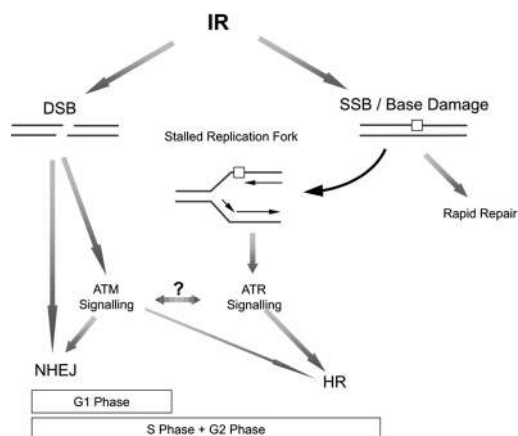 IR
DSB
SSB / Base Damage
Stalled Replication Fork
Rapid Repair
ATM
Signalling
?
ATR
Signalling
NHEJ
HR
G1 Phase
S Phase + G2 Phase